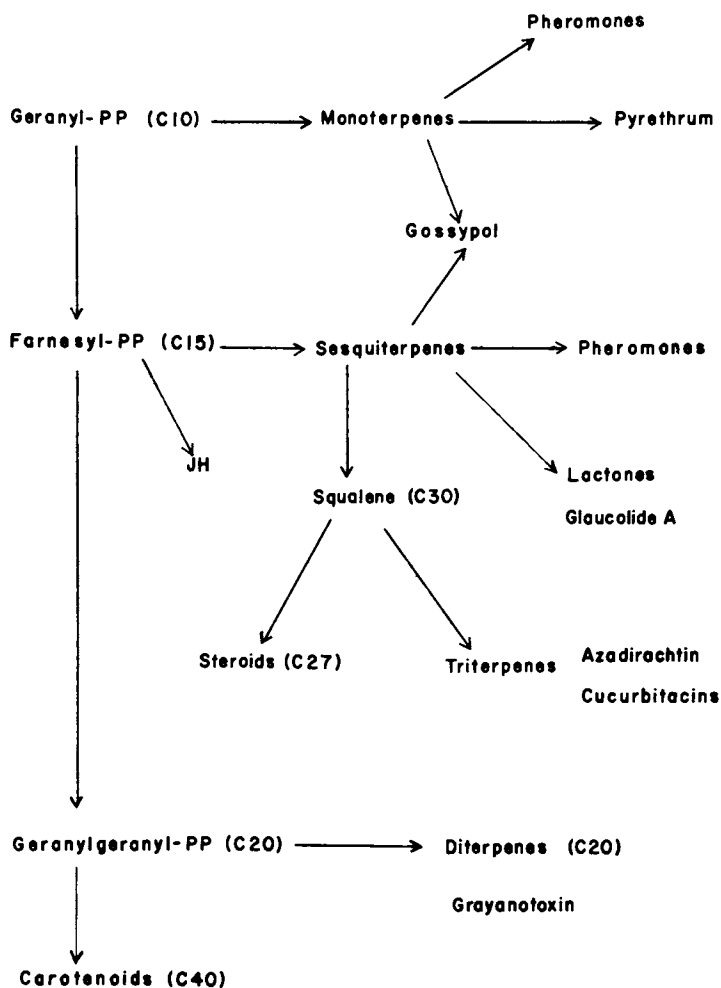 Pheromones
Geranyl-PP (C10)
Monoterpenes
Pyrethrum
Gossypol
Farnesyl-PP (C15)
Sesquiterpenes
Pheromones
JH
Lactones
Squalene (C30)
Glaucolide A
Steroids (C27)
Triterpenes
Azadirachtin
Cucurbitacins
Geranylgeranyl-PP (C20)
Diterpenes (C20)
Grayanotoxin
Carotenoids (C40)